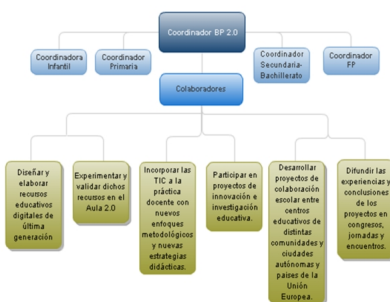 Coordinador BP 2.0
Coordinadora
Infantil
Coordinador
Primaria
Coordinador
Secundaria-
Bachillerato
Coordinador
FP
Colaboradores
Diseñar y
elaborar
recursos
educativos
digitales de
última
generación
Experimentar y
validar dichos
recursos en el
Aula 2.0
Incorporar las
TIC a la
práctica
docente con
nuevos
enfoques
metodológicos
y nuevas
estrategias
didácticas.
Participar en
proyectos de
innovación e
investigación
educativa.
Desarrollar
proyectos de
colaboración
escolar entre
centros
educativos de
distintas
comunidades y
ciudades
autónomas y
países de la
Unión
Europea.
Difundir las
experiencias y
conclusiones
de los
proyectos en
congresos,
jornadas y
encuentros.